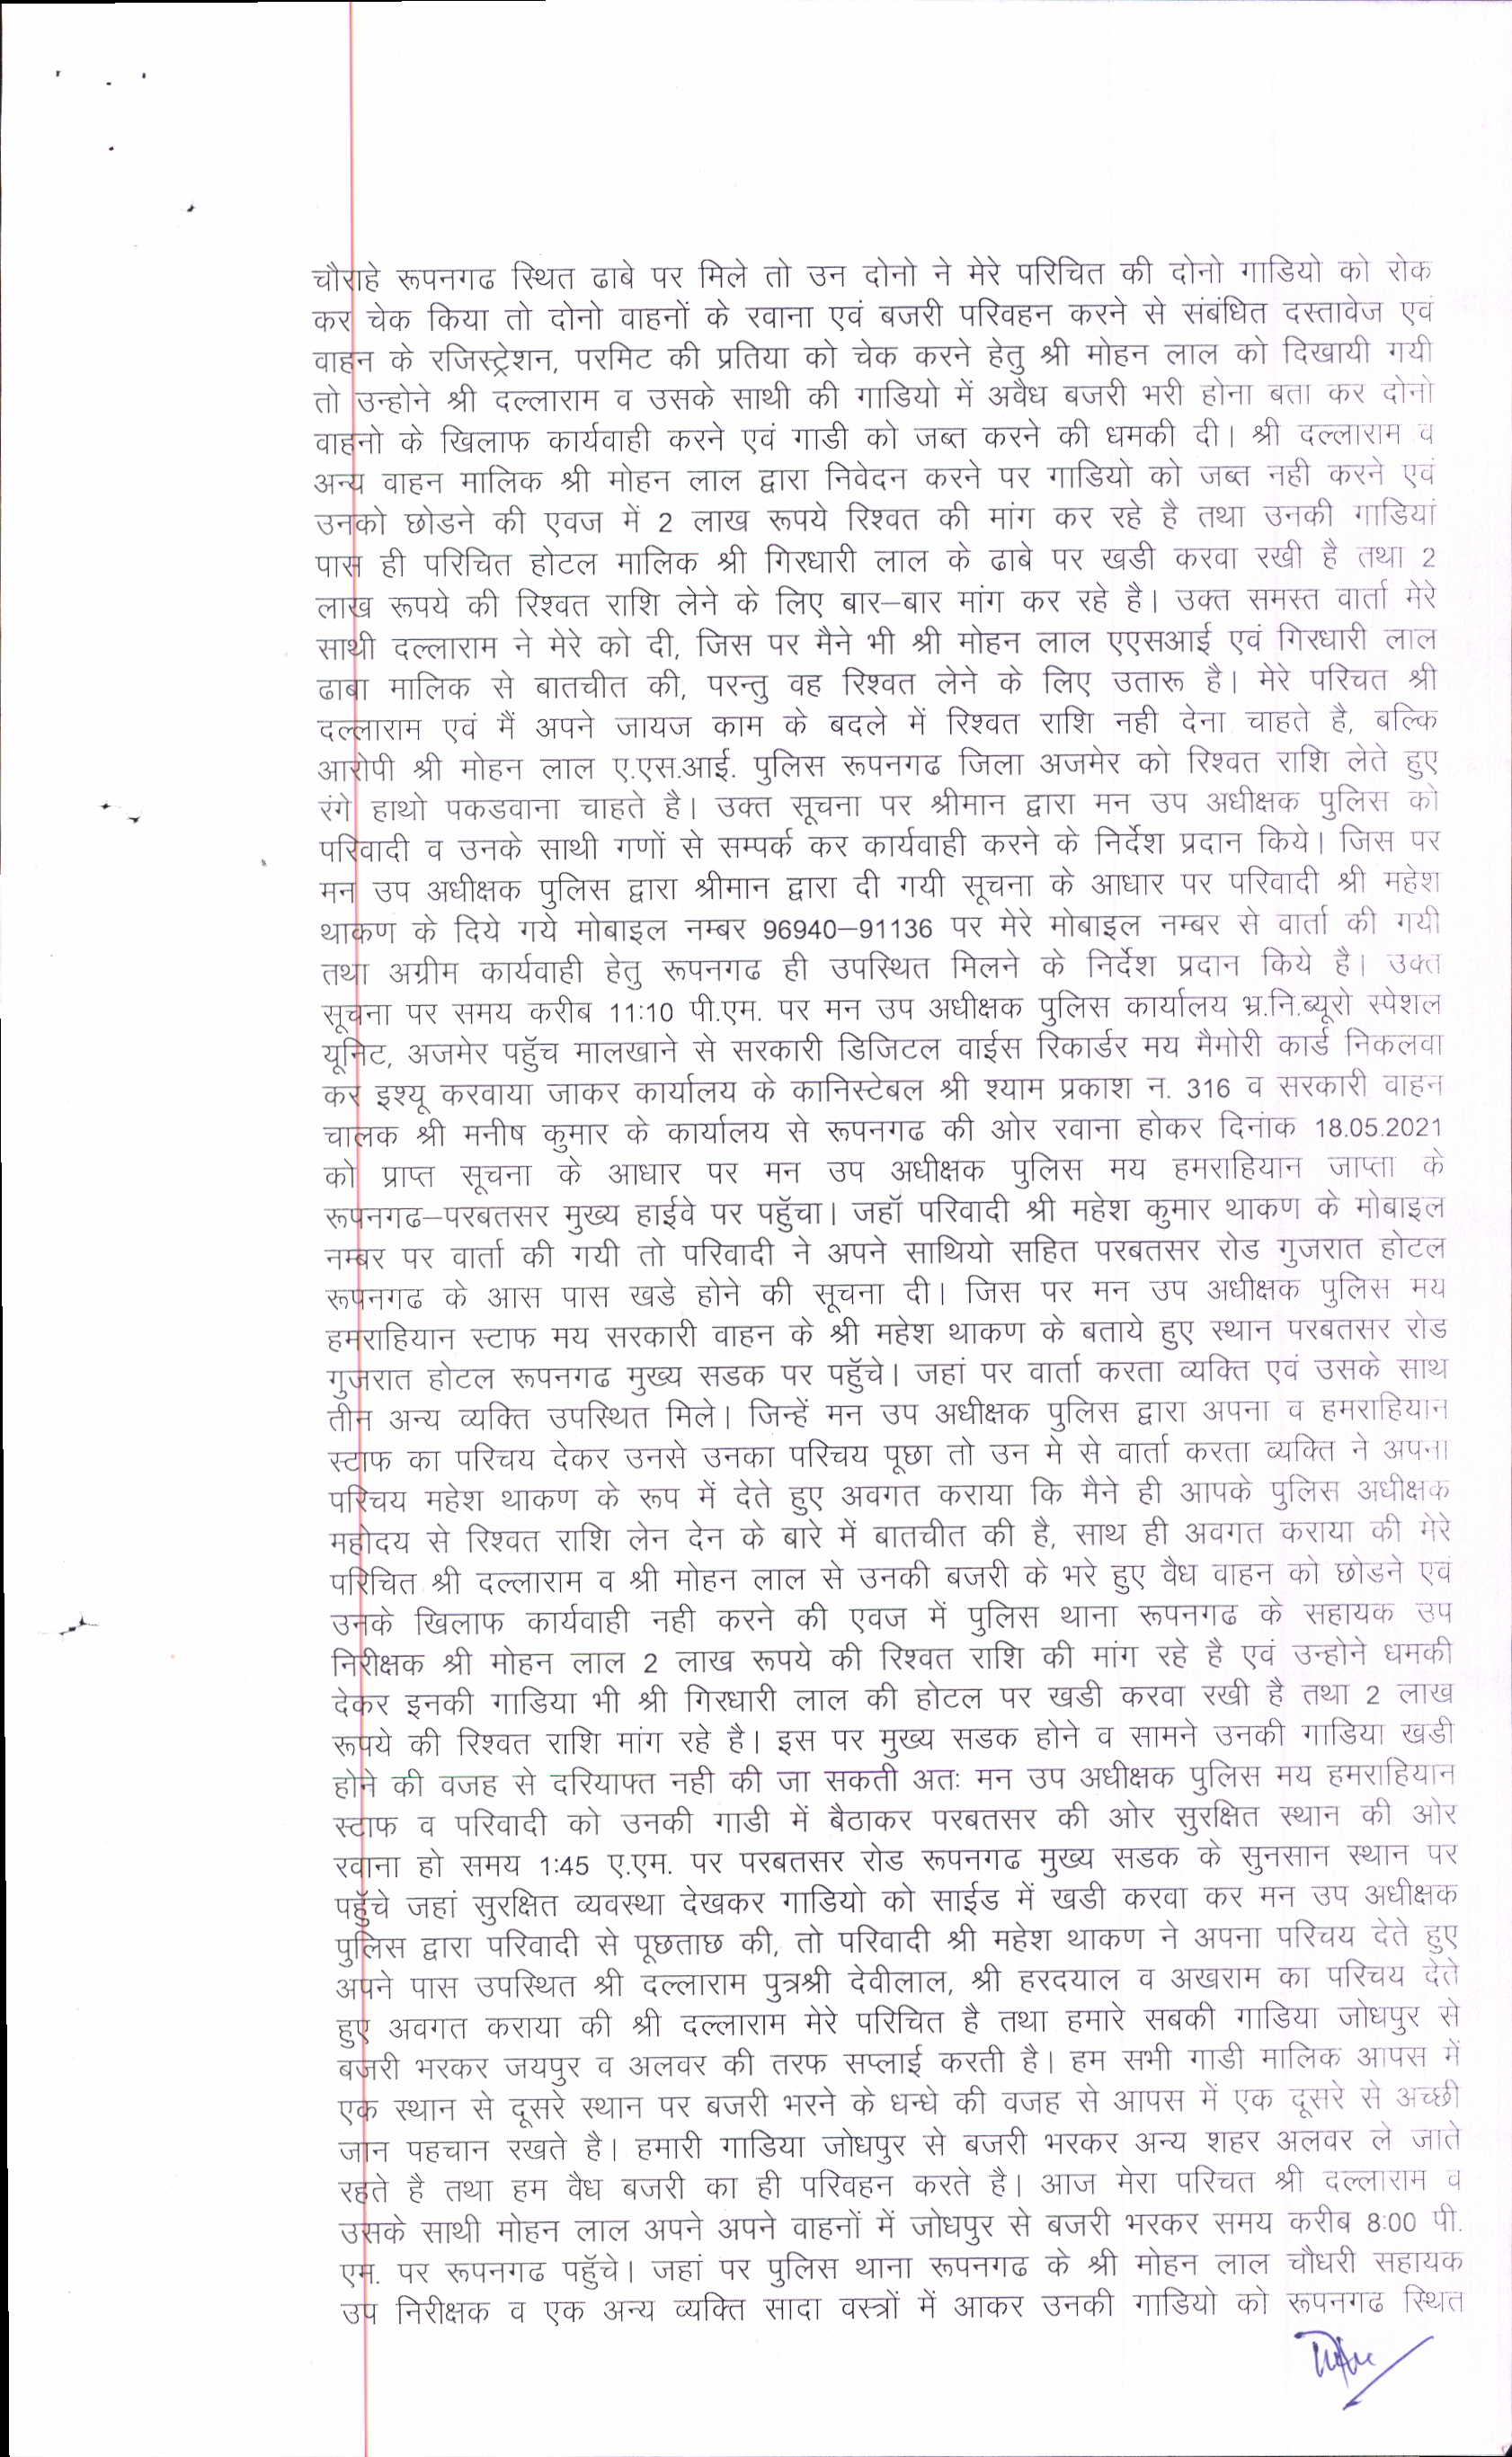 चौराहे रूपनगढ स्थित ढाबे पर मिले तो उन दोनो ने मेरे परिचित की दोनो गाडियो को रोक
कर चेक किया तो दोनो वाहनों के रवाना एवं बजरी परिवहन करने से संबंधित दस्तावेज एवं
वाहन के रजिस्ट्रेशन, परमिट की प्रतिया को चेक करने हेतु श्री मोहन लाल को दिखायी गयी
तो उन्होने श्री दल्लाराम व उसके साथी की गाडियो में अवैध बजरी भरी होना बता कर दोनो
वाहनो के खिलाफ कार्यवाही करने एवं गाडी को जब्त करने की धमकी दी। श्री दल्लाराम व
अन्य वाहन मालिक श्री मोहन लाल द्वारा निवेदन करने पर गाडियो को जब्त नही करने एवं
उनको छोडने की एवज में 2 लाख रूपये रिश्वत की मांग कर रहे है तथा उनकी गाडियां
पास ही परिचित होटल मालिक श्री गिरधारी लाल के ढाबे पर खडी करवा रखी है तथा 2
लाख रूपये की रिश्वत राशि लेने के लिए बार–बार मांग कर रहे है। उक्त समस्त वार्ता मेरे
साथी दल्लाराम ने मेरे को दी, जिस पर मैने भी श्री मोहन लाल एएसआई एवं गिरधारी लाल
ढाबा मालिक से बातचीत की, परन्तु वह रिश्वत लेने के लिए उतारू है। मेरे परिचत श्री
दल्लाराम एवं मैं अपने जायज काम के बदले में रिश्वत राशि नही देना चाहते है, बल्कि
आरोपी श्री मोहन लाल ए.एस.आई. पुलिस रूपनगढ जिला अजमेर को रिश्वत राशि लेते हुए
रंगे हाथो पकडवाना चाहते है। उक्त सूचना पर श्रीमान द्वारा मन उप अधीक्षक पुलिस को
परिवादी व उनके साथी गणों से सम्पर्क कर कार्यवाही करने के निर्देश प्रदान किये। जिस पर
मन उप अधीक्षक पुलिस द्वारा श्रीमान द्वारा दी गयी सूचना के आधार पर परिवादी श्री महेश
थाकण के दिये गये मोबाइल नम्बर 96940–91136 पर मेरे मोबाइल नम्बर से वार्ता की गयी
तथा अग्रीम कार्यवाही हेतु रूपनगढ ही उपस्थित मिलने के निर्देश प्रदान किये है। उक्त
सूचना पर समय करीब 11:10 पी.एम. पर मन उप अधीक्षक पुलिस कार्यालय भ्र.नि.ब्यूरो स्पेशल
यूनिट, अजमेर पहुॅच मालखाने से सरकारी डिजिटल वाईस रिकार्डर मय मैमोरी कार्ड निकलवा
कर इश्यू करवाया जाकर कार्यालय के कानिस्टेबल श्री श्याम प्रकाश न. 316 व सरकारी वाहन
चालक श्री मनीष कुमार के कार्यालय से रूपनगढ की ओर रवाना होकर दिनांक 18.05.2021
को प्राप्त सूचना के आधार पर मन उप अधीक्षक पुलिस मय हमराहियान जाप्ता के
रूपनगढ–परबतसर मुख्य हाईवे पर पहुॅचा। जहॉ परिवादी श्री महेश कुमार थाकण के मोबाइल
नम्बर पर वार्ता की गयी तो परिवादी ने अपने साथियो सहित परबतसर रोड गुजरात होटल
रूपनगढ के आस पास खडे होने की सूचना दी। जिस पर मन उप अधीक्षक पुलिस मय
हमराहियान स्टाफ मय सरकारी वाहन के श्री महेश थाकण के बताये हुए स्थान परबतसर रोड
गुजरात होटल रूपनगढ मुख्य सडक पर पहुॅचे। जहां पर वार्ता करता व्यक्ति एवं उसके साथ
तीन अन्य व्यक्ति उपस्थित मिले। जिन्हें मन उप अधीक्षक पुलिस द्वारा अपना व हमराहियान
स्टाफ का परिचय देकर उनसे उनका परिचय पूछा तो उन मे से वार्ता करता व्यक्ति ने अपना
परिचय महेश थाकण के रूप में देते हुए अवगत कराया कि मैने ही आपके पुलिस अधीक्षक
महोदय से रिश्वत राशि लेन देन के बारे में बातचीत की है, साथ ही अवगत कराया की मेरे
परिचित श्री दल्लाराम व श्री मोहन लाल से उनकी बजरी के भरे हुए वैध वाहन को छोडने एवं
उनके खिलाफ कार्यवाही नही करने की एवज में पुलिस थाना रूपनगढ के सहायक उप
निरीक्षक श्री मोहन लाल 2 लाख रूपये की रिश्वत राशि की मांग रहे है एवं उन्होने धमकी
देकर इनकी गाडिया भी श्री गिरधारी लाल की होटल पर खडी करवा रखी है तथा 2 लाख
रूपये की रिश्वत राशि मांग रहे है। इस पर मुख्य सडक होने व सामने उनकी गाडिया खडी
होने की वजह से दरियाफ्त नही की जा सकती अतः मन उप अधीक्षक पुलिस मय हमराहियान
स्टाफ व परिवादी को उनकी गाडी में बैठाकर परबतसर की ओर सुरक्षित स्थान की ओर
रवाना हो समय 1:45 ए.एम. पर परबतसर रोड रूपनगढ मुख्य सडक के सुनसान स्थान पर
पहुॅचे जहां सुरक्षित व्यवस्था देखकर गाडियो को साईड में खडी करवा कर मन उप अधीक्षक
पुलिस द्वारा परिवादी से पूछताछ की, तो परिवादी श्री महेश थाकण ने अपना परिचय देते हुए
अपने पास उपस्थित श्री दल्लाराम पुत्रश्री देवीलाल, श्री हरदयाल व अखराम का परिचय देते
हुए अवगत कराया की श्री दल्लाराम मेरे परिचित है तथा हमारे सबकी गाडिया जोधपुर से
बजरी भरकर जयपुर व अलवर की तरफ सप्लाई करती है। हम सभी गाडी मालिक आपस में
एक स्थान से दूसरे स्थान पर बजरी भरने के धन्धे की वजह से आपस में एक दूसरे से अच्छी
जान पहचान रखते है। हमारी गाडिया जोधपुर से बजरी भरकर अन्य शहर अलवर ले जाते
रहते है तथा हम वैध बजरी का ही परिवहन करते है। आज मेरा परिचत श्री दल्लाराम व
उसके साथी मोहन लाल अपने अपने वाहनों में जोधपुर से बजरी भरकर समय करीब 8:00 पी.
एम. पर रूपनगढ पहुॅचे। जहां पर पुलिस थाना रूपनगढ के श्री मोहन लाल चौधरी सहायक
उप निरीक्षक व एक अन्य व्यक्ति सादा वस्त्रों में आकर उनकी गाडियो को रूपनगढ स्थित